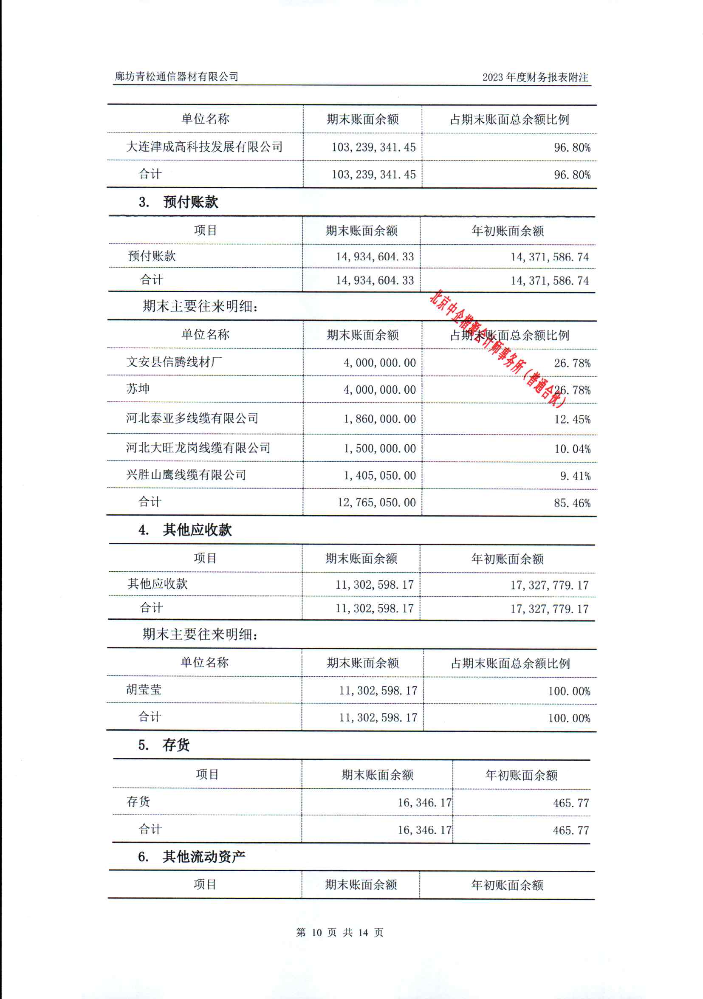 廊坊青松通信器材有限公司 2023 年度财务报表附注
单位名称 期末账面余额 占期末账面总余额比例
大连津成高科技发展有限公司 103,239,341.45 96.80%
合计 103,239,341.45 96.80%
3. 预付账款
项目 期末账面余额 年初账面余额
预付账款 14,934,604.33 14,371,586.74
合计 14,934,604.33 14,371,586.74
期末主要往来明细:
北京中企楷源会计师事务所（普通合伙）
单位名称 期末账面余额 占期末账面总余额比例
文安县信腾线材厂 4,000,000.00 26.78%
苏坤 4,000,000.00 26.78%
河北泰亚多线缆有限公司 1,860,000.00 12.45%
河北大旺龙岗线缆有限公司 1,500,000.00 10.04%
兴胜山鹰线缆有限公司 1,405,050.00 9.41%
合计 12,765,050.00 85.46%
4. 其他应收款
项目 期末账面余额 年初账面余额
其他应收款 11,302,598.17 17,327,779.17
合计 11,302,598.17 17,327,779.17
期末主要往来明细:
单位名称 期末账面余额 占期末账面总余额比例
胡莹莹 11,302,598.17 100.00%
合计 11,302,598.17 100.00%
5. 存货
项目 期末账面余额 年初账面余额
存货 16,346.17 465.77
合计 16,346.17 465.77
6. 其他流动资产
项目 期末账面余额 年初账面余额
第 10 页 共 14 页